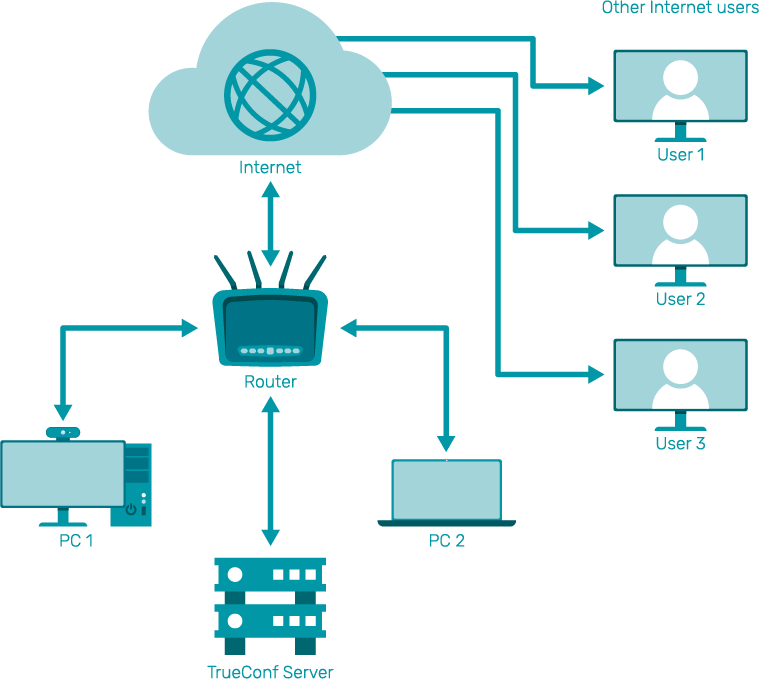 Other Internet users
User 1
Internet
User 2
Router
User 3
PC 1
PC 2
TrueConf Server